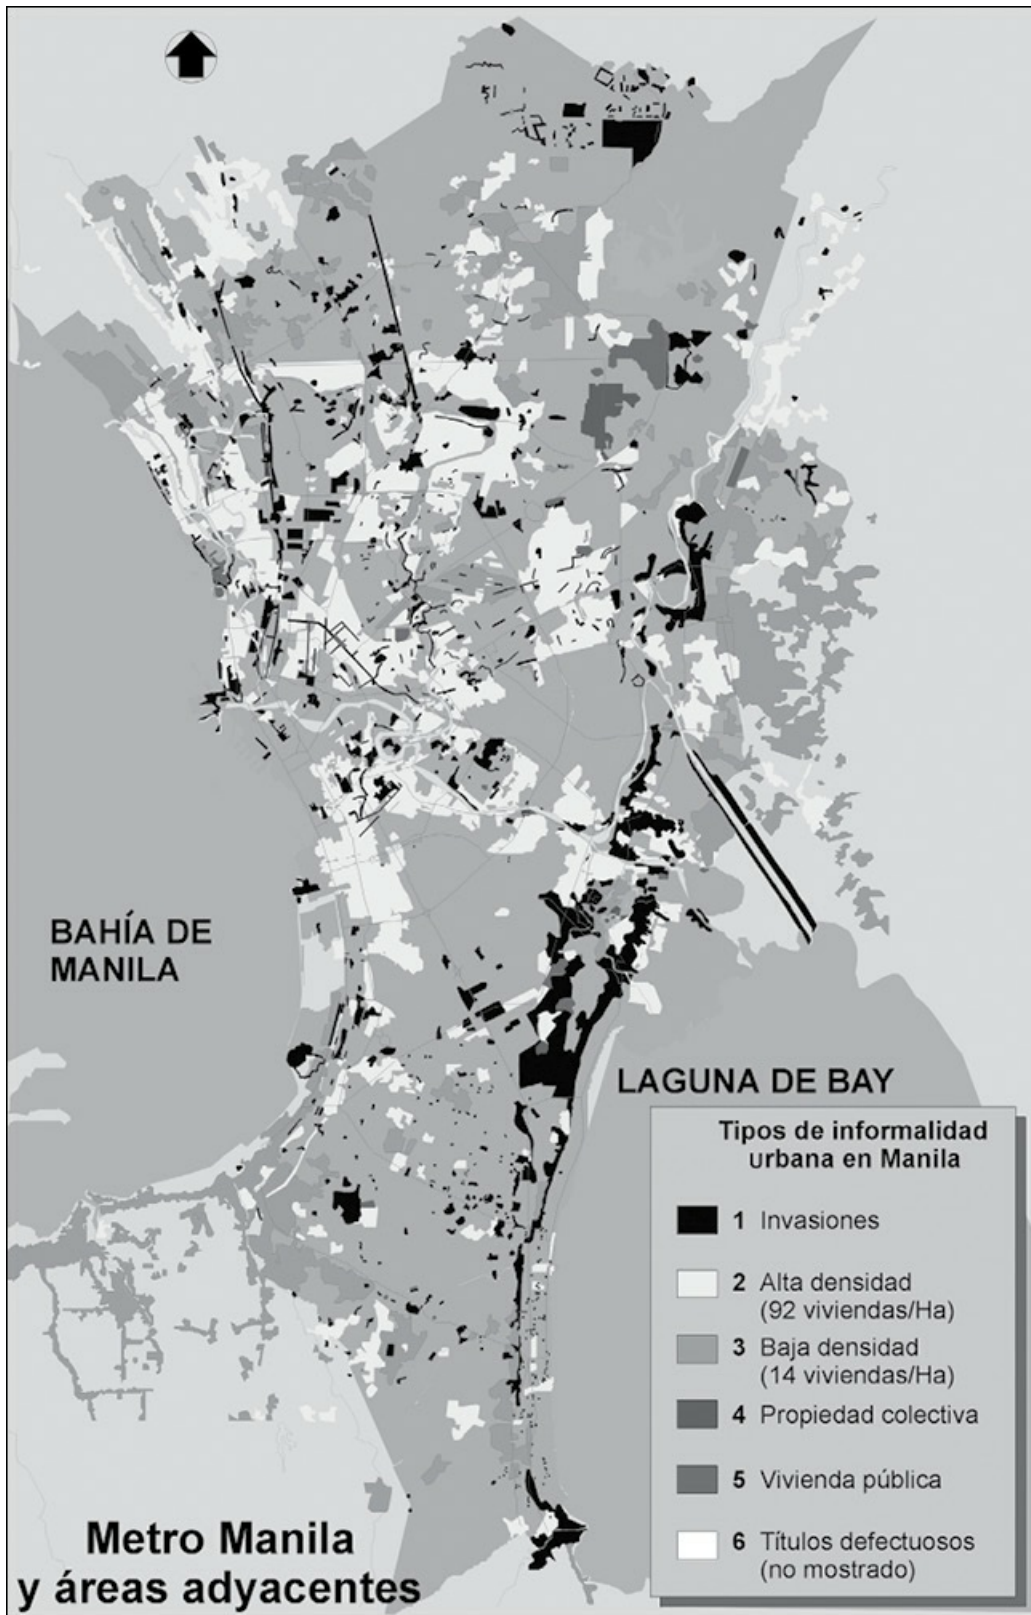 BAHÍA DE
MANILA
LAGUNA DE BAY
Tipos de informalidad
urbana en Manila
1 Invasiones
2 Alta densidad
(92 viviendas/Ha)
3 Baja densidad
(14 viviendas/Ha)
4 Propiedad colectiva
5 Vivienda pública
6 Títulos defectuosos
(no mostrado)
Metro Manila
y áreas adyacentes